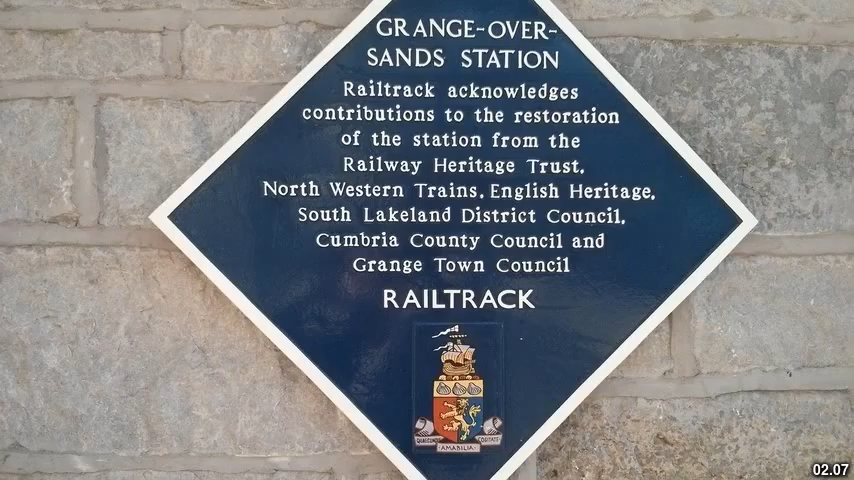 GRANGE-OVER-
SANDS STATION
Railtrack acknowledges
contributions to the restoration
of the station from the
Railway Heritage Trust,
North Western Trains, English Heritage,
South Lakeland District Council,
Cumbria County Council and
Grange Town Council
RAILTRACK
AMABILIA
02.07